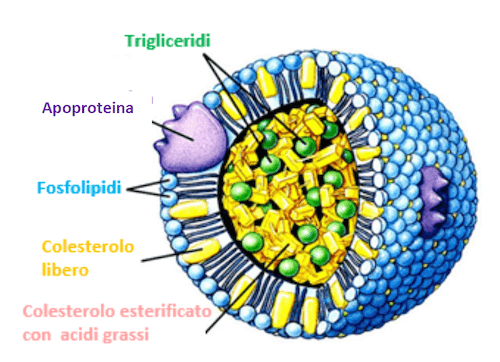 Trigliceridi
Apoproteina
Fosfolipidi
Colesterolo
libero
Colesterolo esterificato
con acidi grassi